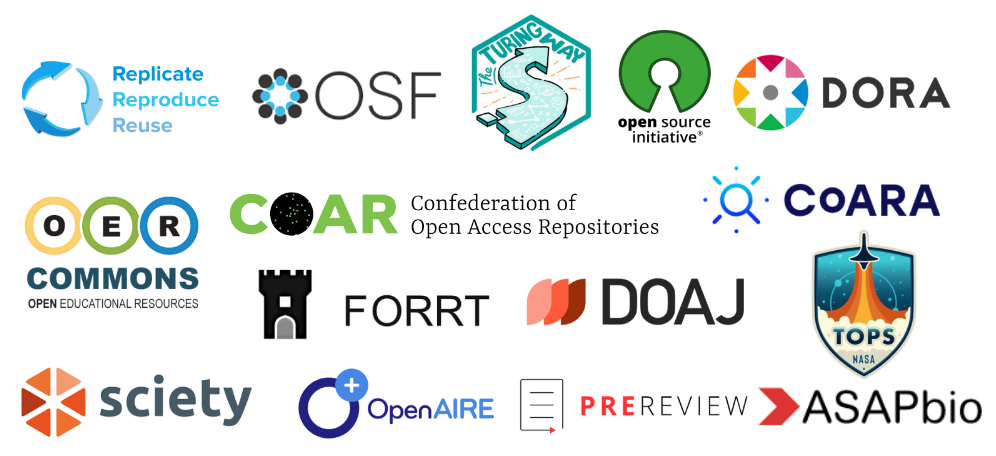 Replicate
Reproduce
Reuse
OSF
The TURING WAY
open source
initiative®
DORA
OER
COMMONS
OPEN EDUCATIONAL RESOURCES
COAR
Confederation of
Open Access Repositories
CoARA
FORRT
DOAJ
TOPS
NASA
sciety
OpenAIRE
PREREVIEW
ASAPbio